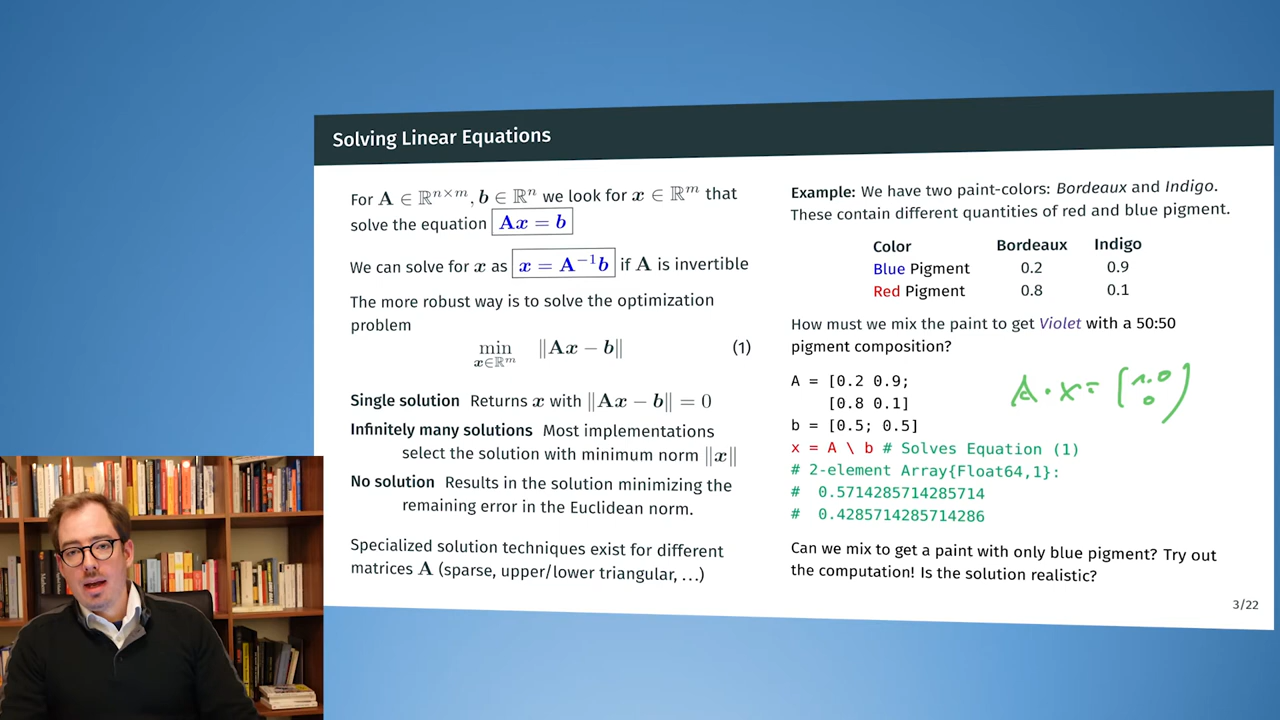 Solving Linear Equations
For A ∈ ℝⁿˣᵐ, b ∈ ℝⁿ we look for x ∈ ℝᵐ that
solve the equation Ax = b
We can solve for x as x = A⁻¹b if A is invertible
The more robust way is to solve the optimization
problem
min ‖Ax − b‖ (1)
x∈ℝᵐ
Single solution Returns x with ‖Ax − b‖ = 0
Infinitely many solutions Most implementations
select the solution with minimum norm ‖x‖
No solution Results in the solution minimizing the
remaining error in the Euclidean norm.
Specialized solution techniques exist for different
matrices A (sparse, upper/lower triangular, …)
Example: We have two paint-colors: Bordeaux and Indigo.
These contain different quantities of red and blue pigment.
Color Bordeaux Indigo
Blue Pigment 0.2 0.9
Red Pigment 0.8 0.1
How must we mix the paint to get Violet with a 50:50
pigment composition?
A = [0.2 0.9;
[0.8 0.1]
b = [0.5; 0.5]
x = A \ b # Solves Equation (1)
# 2-element Array{Float64,1}:
# 0.5714285714285714
# 0.4285714285714286
A · x = (1.0
0)
Can we mix to get a paint with only blue pigment? Try out
the computation! Is the solution realistic?
3/22